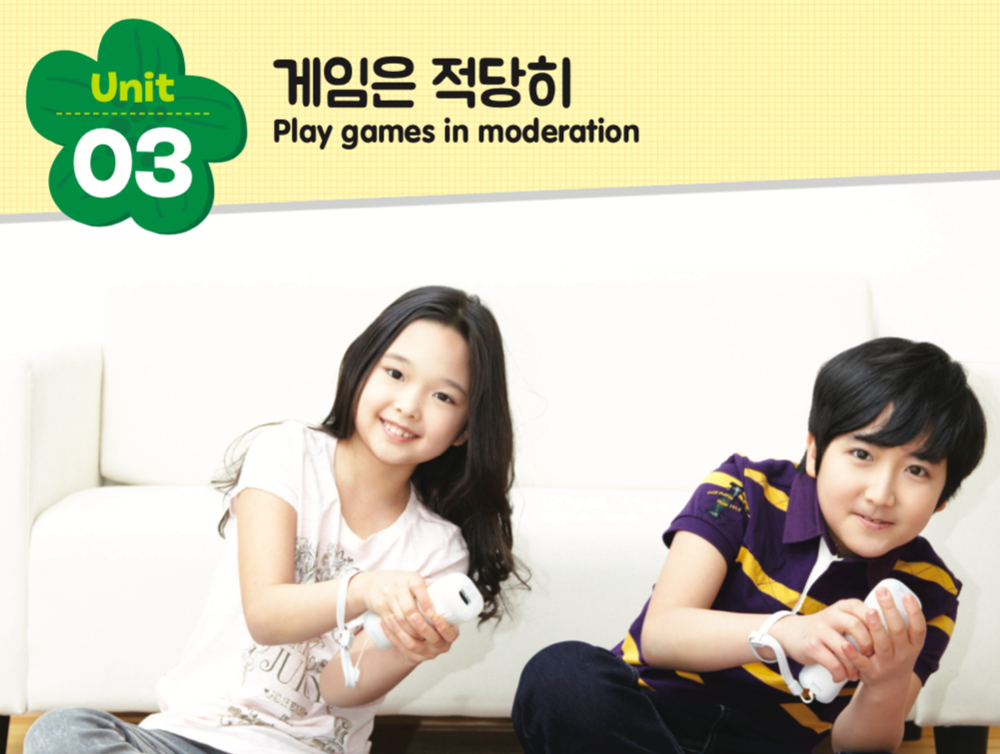 Unit
03
게임은 적당히
Play games in moderation